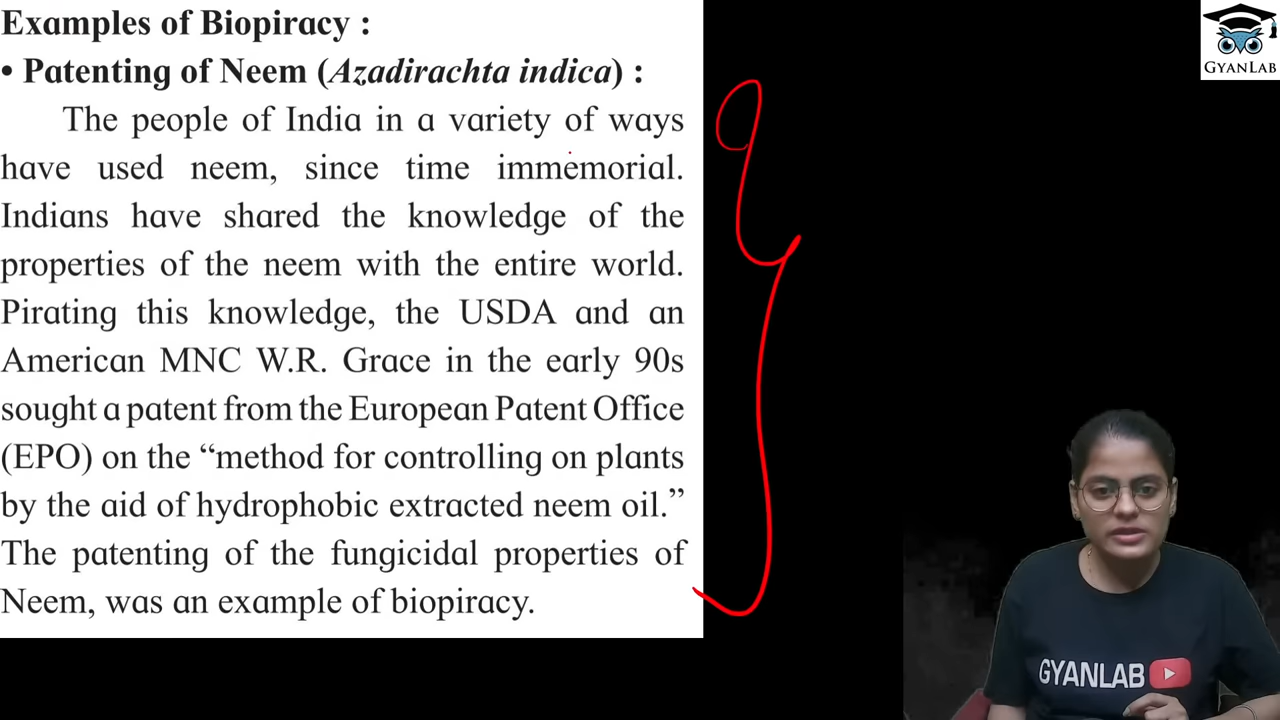 Examples of Biopiracy :
• Patenting of Neem (Azadirachta indica) :
The people of India in a variety of ways
have used neem, since time immemorial.
Indians have shared the knowledge of the
properties of the neem with the entire world.
Pirating this knowledge, the USDA and an
American MNC W.R. Grace in the early 90s
sought a patent from the European Patent Office
(EPO) on the “method for controlling on plants
by the aid of hydrophobic extracted neem oil.”
The patenting of the fungicidal properties of
Neem, was an example of biopiracy.
GYANLAB
GYANLAB